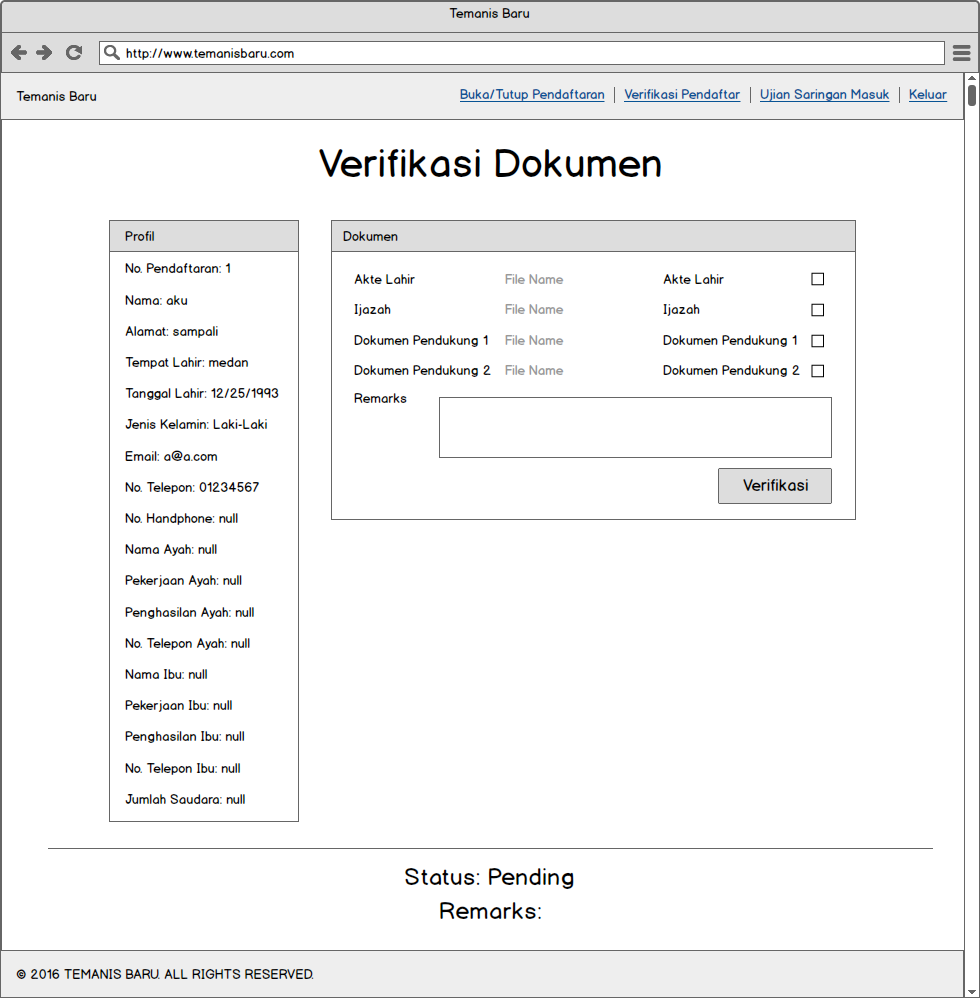 Temanis Baru
http://www.temanisbaru.com
Temanis Baru
Buka/Tutup Pendaftaran | Verifikasi Pendaftar | Ujian Saringan Masuk | Keluar
Verifikasi Dokumen
Profil
No. Pendaftaran: 1
Nama: aku
Alamat: sampali
Tempat Lahir: medan
Tanggal Lahir: 12/25/1993
Jenis Kelamin: Laki-Laki
Email: a@a.com
No. Telepon: 01234567
No. Handphone: null
Nama Ayah: null
Pekerjaan Ayah: null
Penghasilan Ayah: null
No. Telepon Ayah: null
Nama Ibu: null
Pekerjaan Ibu: null
Penghasilan Ibu: null
No. Telepon Ibu: null
Jumlah Saudara: null
Dokumen
Akte Lahir File Name Akte Lahir
Ijazah File Name Ijazah
Dokumen Pendukung 1 File Name Dokumen Pendukung 1
Dokumen Pendukung 2 File Name Dokumen Pendukung 2
Remarks
Verifikasi
Status: Pending
Remarks:
© 2016 TEMANIS BARU. ALL RIGHTS RESERVED.